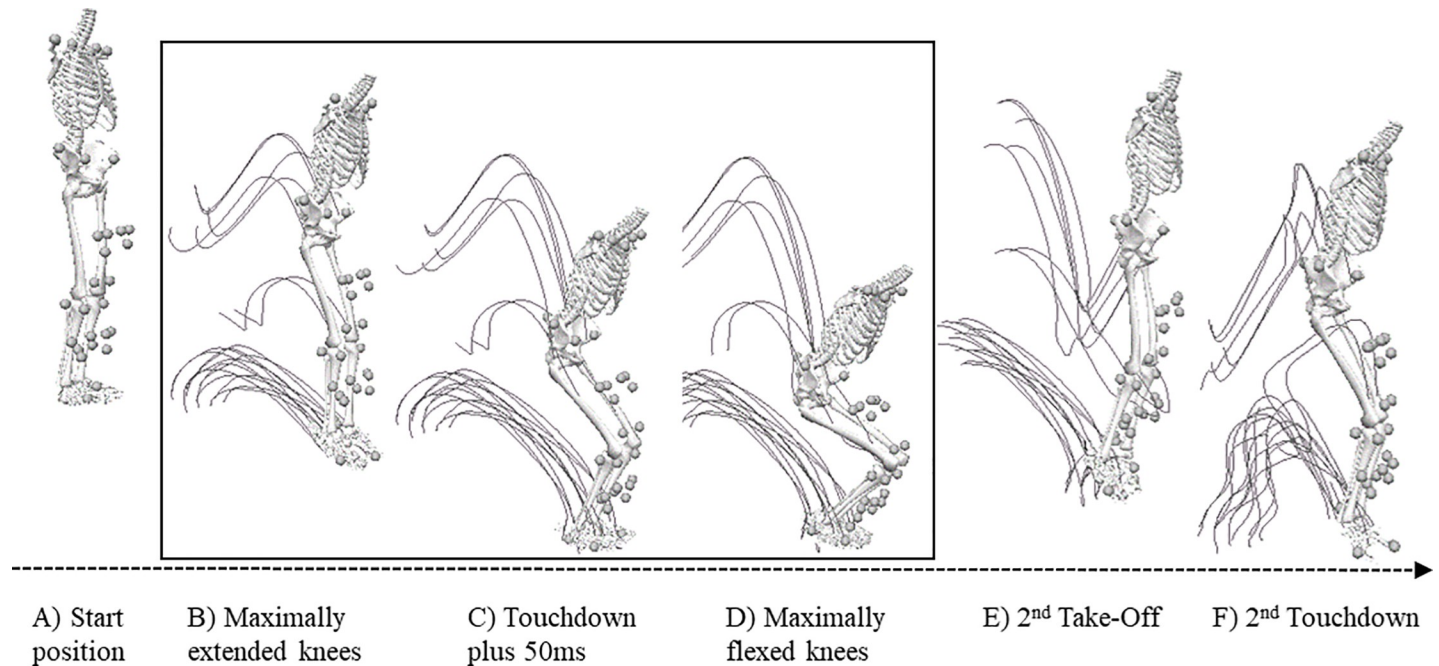 A) Start
position
B) Maximally
extended knees
C) Touchdown
plus 50ms
D) Maximally
flexed knees
E) 2nd Take-Off
F) 2nd Touchdown